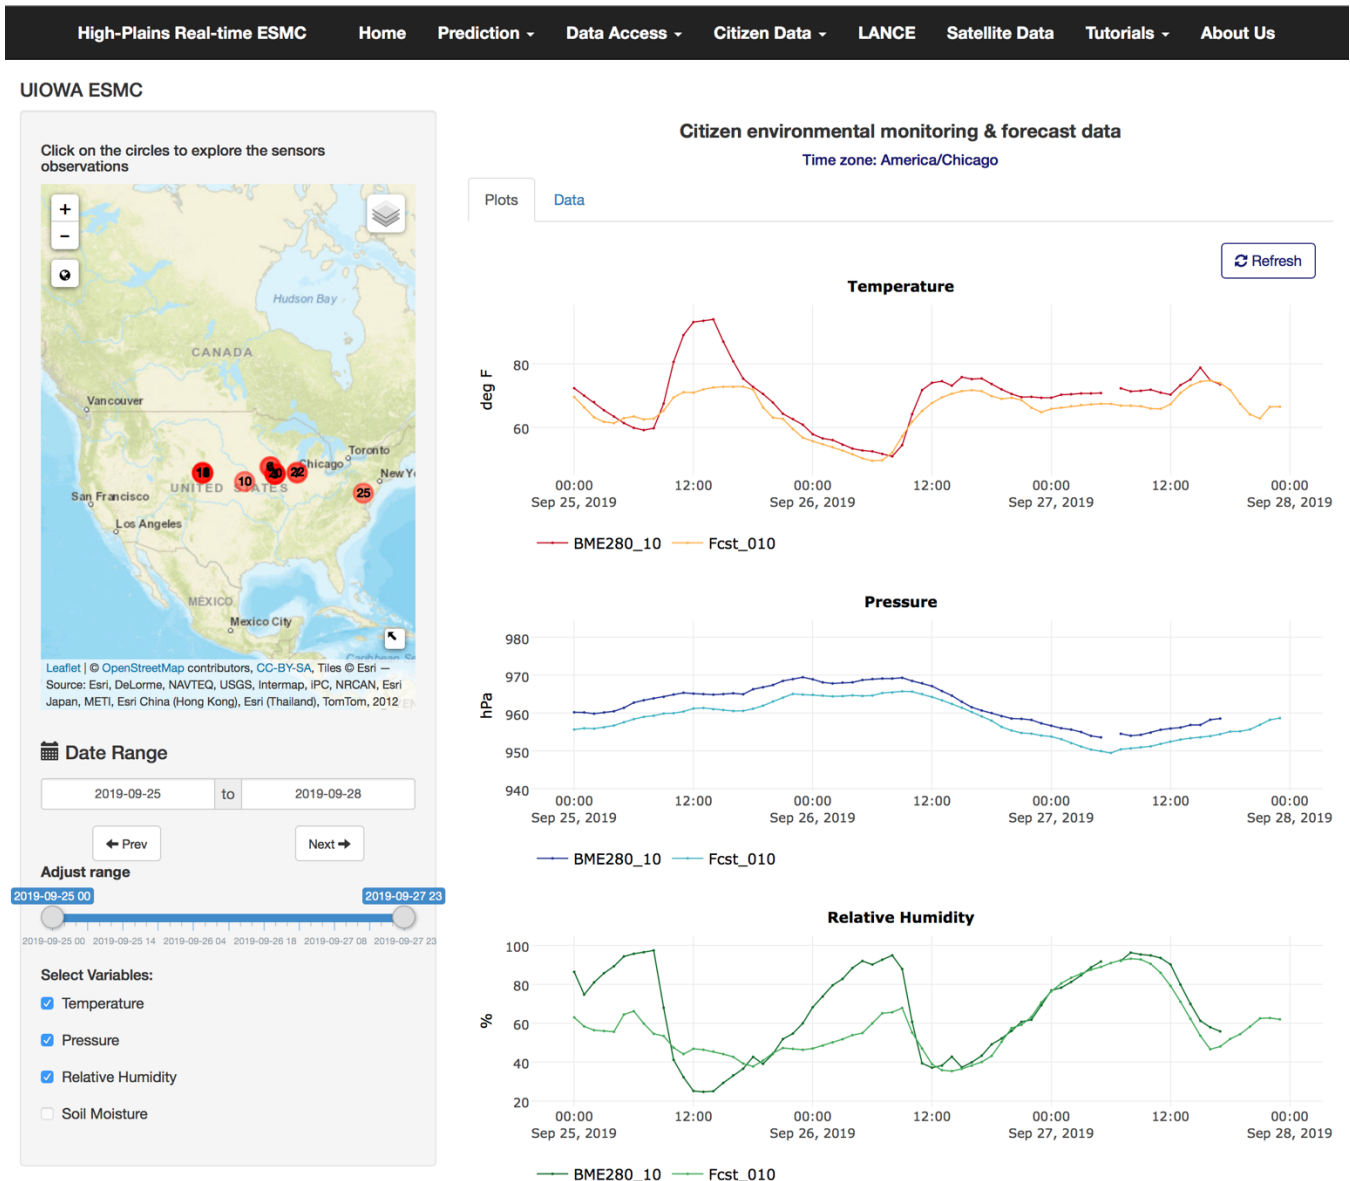 High-Plains Real-time ESMC Home Prediction Data Access Citizen Data LANCE Satellite Data Tutorials About Us
UIOWA ESMC
Click on the circles to explore the sensors
observations
+
−
Hudson Bay
CANADA
Vancouver
Toronto
Chicago
New Y
10
20
22
25
UNITED STATES
San Francisco
Los Angeles
MÉXICO
Mexico City
Caribbean Se
Leaflet | © OpenStreetMap contributors, CC-BY-SA, Tiles © Esri —
Source: Esri, DeLorme, NAVTEQ, USGS, Intermap, iPC, NRCAN, Esri
Japan, METI, Esri China (Hong Kong), Esri (Thailand), TomTom, 2012
Date Range
2019-09-25 to 2019-09-28
Prev Next
Adjust range
2019-09-25 00 2019-09-27 23
2019-09-25 00 2019-09-25 14 2019-09-26 04 2019-09-26 18 2019-09-27 08 2019-09-27 23
Select Variables:
Temperature
Pressure
Relative Humidity
Soil Moisture
Citizen environmental monitoring & forecast data
Time zone: America/Chicago
Plots Data
Refresh
Temperature
deg F
80
60
00:00 12:00 00:00 12:00 00:00 12:00 00:00
Sep 25, 2019 Sep 26, 2019 Sep 27, 2019 Sep 28, 2019
BME280_10 Fcst_010
Pressure
hPa
980
970
960
950
940
00:00 12:00 00:00 12:00 00:00 12:00 00:00
Sep 25, 2019 Sep 26, 2019 Sep 27, 2019 Sep 28, 2019
BME280_10 Fcst_010
Relative Humidity
%
100
80
60
40
20
00:00 12:00 00:00 12:00 00:00 12:00 00:00
Sep 25, 2019 Sep 26, 2019 Sep 27, 2019 Sep 28, 2019
BME280_10 Fcst_010